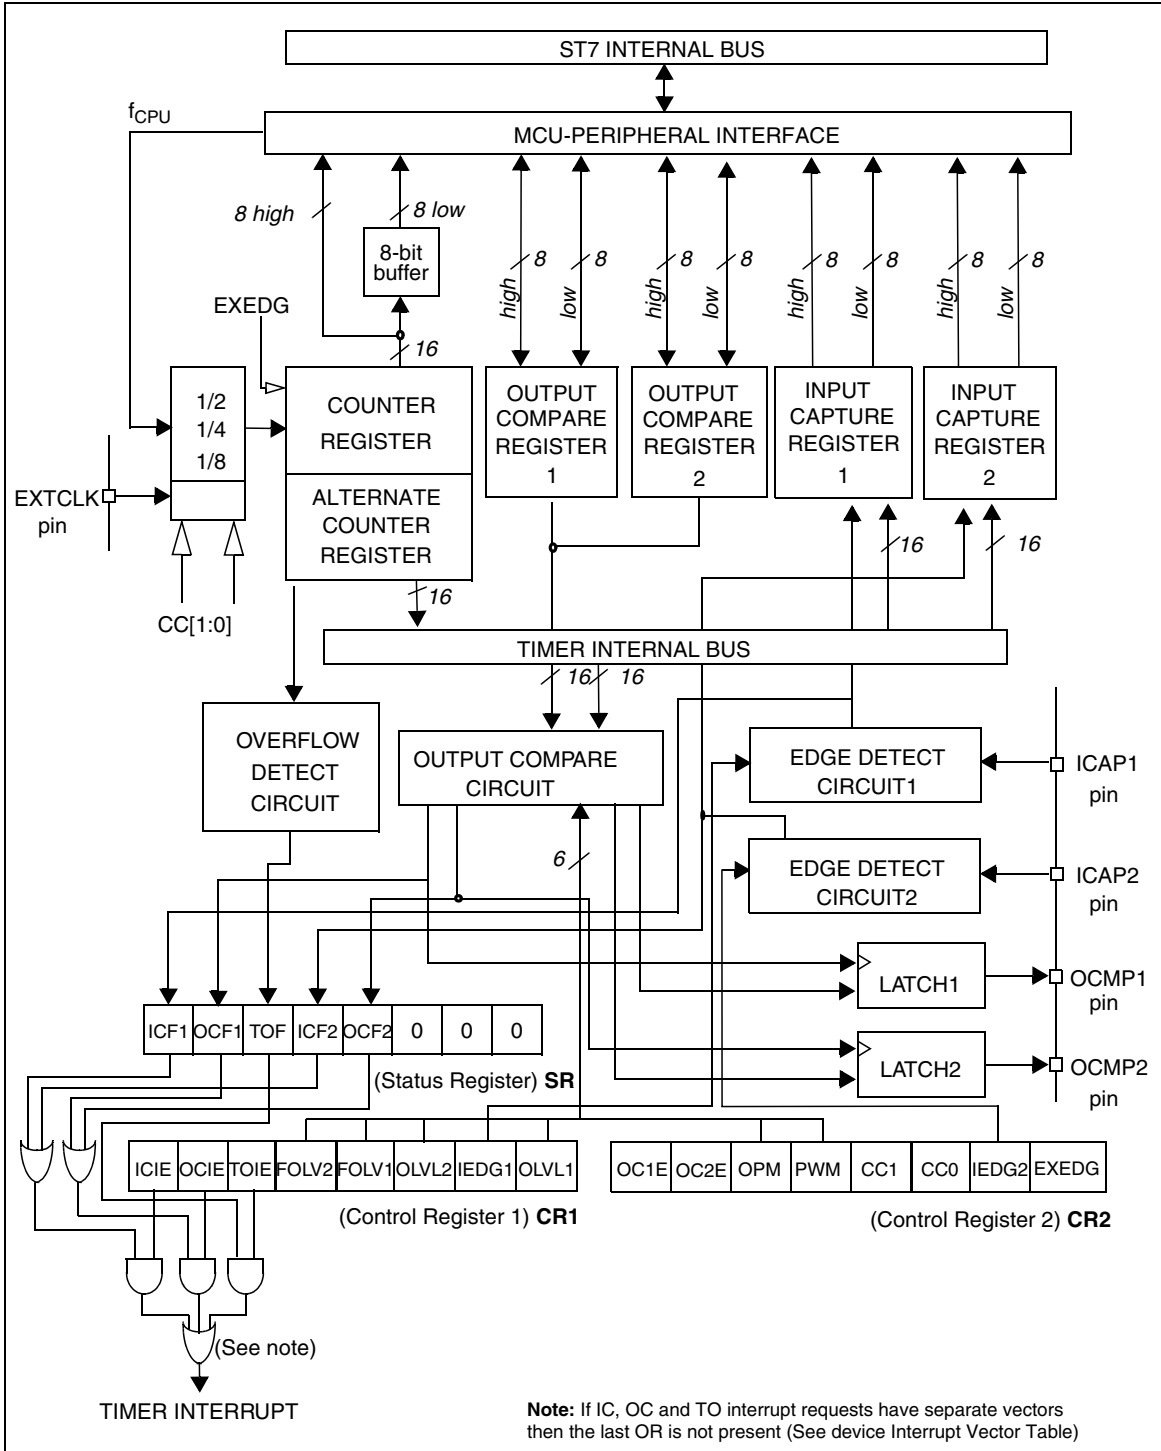 ST7 INTERNAL BUS
fCPU
MCU-PERIPHERAL INTERFACE
8 high
8 low
8-bit
buffer
8
8
8
8
8
8
8
8
high
low
high
low
high
low
high
low
EXEDG
16
1/2
1/4
1/8
COUNTER
REGISTER
OUTPUT
COMPARE
REGISTER
1
OUTPUT
COMPARE
REGISTER
2
INPUT
CAPTURE
REGISTER
1
INPUT
CAPTURE
REGISTER
2
EXTCLK
pin
ALTERNATE
COUNTER
REGISTER
16
16
16
CC[1:0]
TIMER INTERNAL BUS
16
16
OVERFLOW
DETECT
CIRCUIT
OUTPUT COMPARE
CIRCUIT
EDGE DETECT
CIRCUIT1
ICAP1
pin
6
EDGE DETECT
CIRCUIT2
ICAP2
pin
LATCH1
OCMP1
pin
ICF1 OCF1 TOF ICF2 OCF2 0 0 0
(Status Register) SR
LATCH2
OCMP2
pin
ICIE OCIE TOIE FOLV2 FOLV1 OLVL2 IEDG1 OLVL1
OC1E OC2E OPM PWM CC1 CC0 IEDG2 EXEDG
(Control Register 1) CR1
(Control Register 2) CR2
(See note)
TIMER INTERRUPT
Note: If IC, OC and TO interrupt requests have separate vectors
then the last OR is not present (See device Interrupt Vector Table)